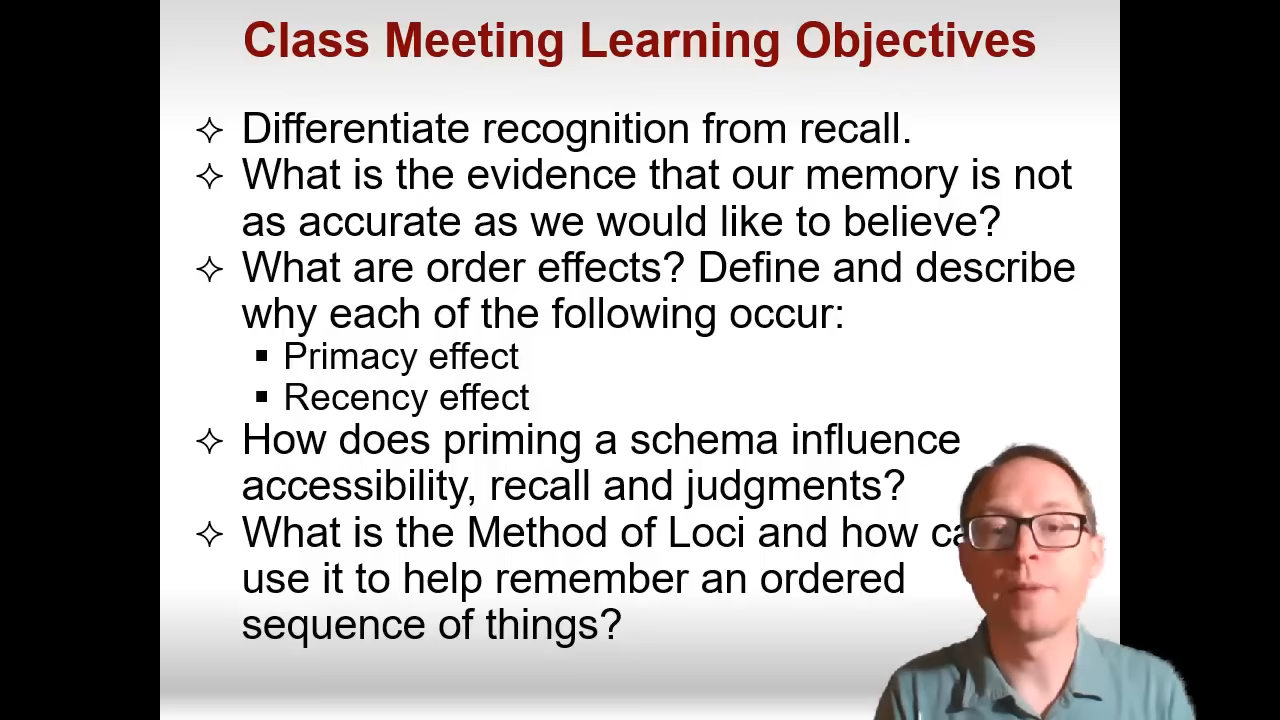 Class Meeting Learning Objectives
Differentiate recognition from recall.
What is the evidence that our memory is not
as accurate as we would like to believe?
What are order effects? Define and describe
why each of the following occur:
Primacy effect
Recency effect
How does priming a schema influence
accessibility, recall and judgments?
What is the Method of Loci and how
use it to help remember an ordered
sequence of things?